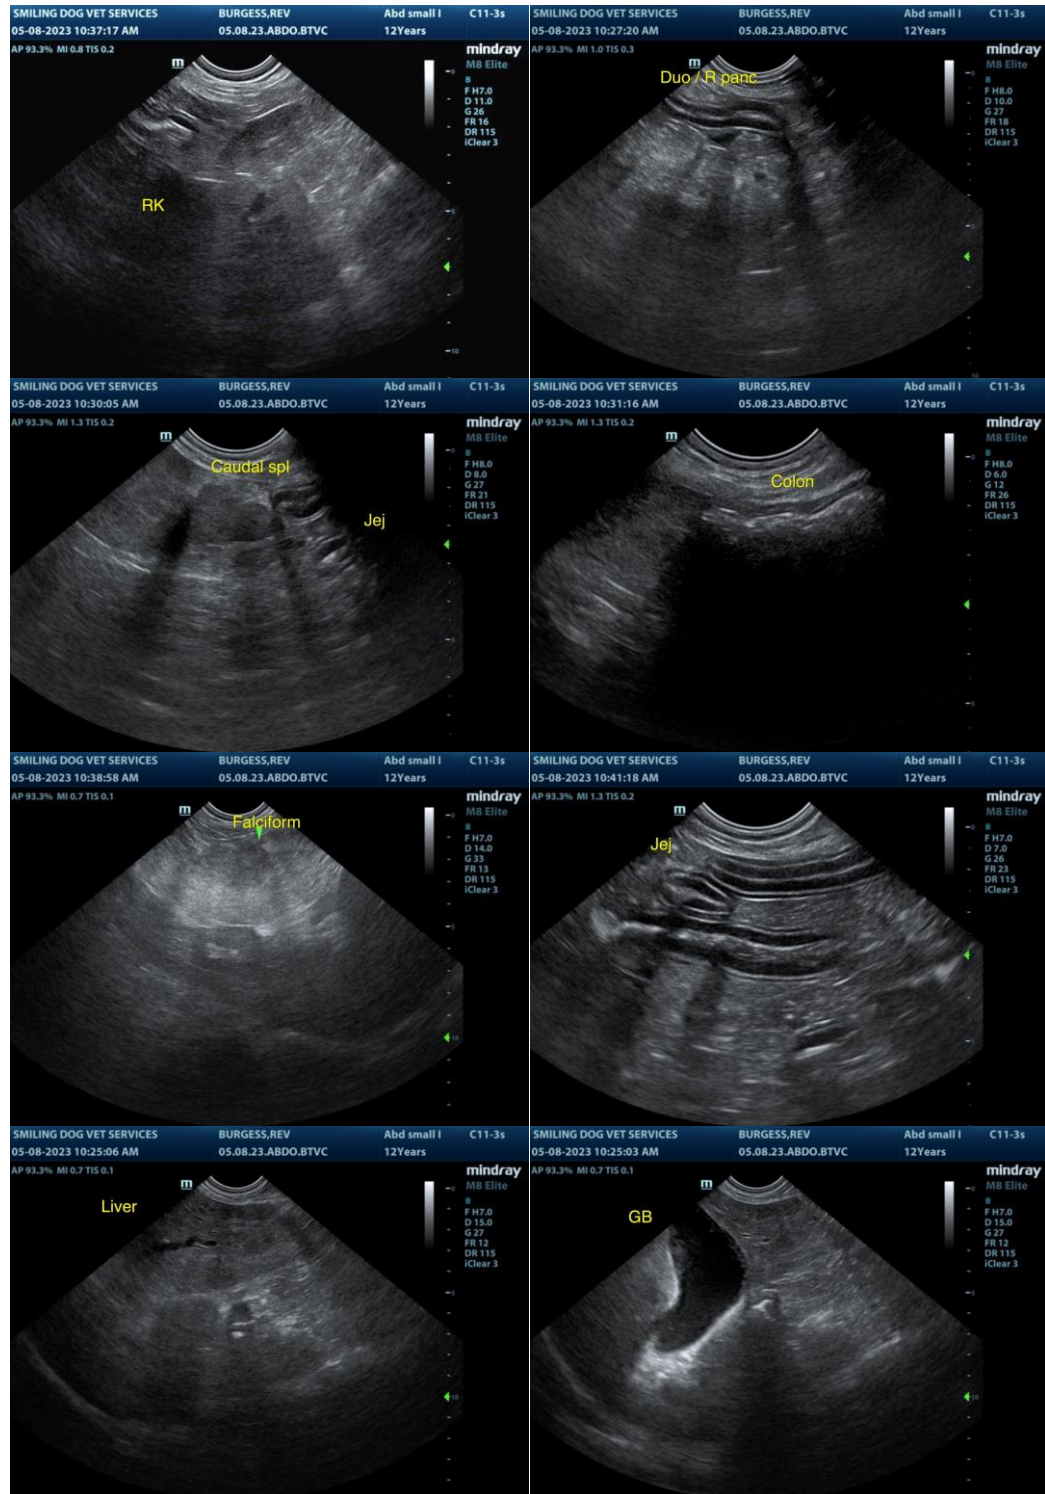 SMILING DOG VET SERVICES BURGESS,REV Abd small I C11-3s
05-08-2023 10:37:17 AM 05.08.23.ABDO.BTVC 12Years
AP 93.3% MI 0.8 TIS 0.2
mindray
M8 Elite
m
B
F H7.0
D 11.0
G 26
FR 16
DR 115
iClear 3
RK
5
10
SMILING DOG VET SERVICES BURGESS,REV Abd small I C11-3s
05-08-2023 10:27:20 AM 05.08.23.ABDO.BTVC 12Years
AP 93.3% MI 1.0 TIS 0.3
mindray
M8 Elite
m
Duo / R panc
B
F H8.0
D 10.0
G 27
FR 18
DR 115
iClear 3
5
10
SMILING DOG VET SERVICES BURGESS,REV Abd small I C11-3s
05-08-2023 10:30:05 AM 05.08.23.ABDO.BTVC 12Years
AP 93.3% MI 1.3 TIS 0.2
mindray
M8 Elite
m
B
F H8.0
D 8.0
G 27
FR 21
DR 115
iClear 3
Caudal spl
Jej
5
SMILING DOG VET SERVICES BURGESS,REV Abd small I C11-3s
05-08-2023 10:31:16 AM 05.08.23.ABDO.BTVC 12Years
AP 93.3% MI 1.3 TIS 0.2
mindray
M8 Elite
m
B
F H8.0
D 6.0
G 12
FR 26
DR 115
iClear 3
Colon
5
SMILING DOG VET SERVICES BURGESS,REV Abd small I C11-3s
05-08-2023 10:38:58 AM 05.08.23.ABDO.BTVC 12Years
AP 93.3% MI 0.7 TIS 0.1
mindray
M8 Elite
m
Falciform
B
F H7.0
D 14.0
G 33
FR 13
DR 115
iClear 3
5
10
SMILING DOG VET SERVICES BURGESS,REV Abd small I C11-3s
05-08-2023 10:41:18 AM 05.08.23.ABDO.BTVC 12Years
AP 93.3% MI 1.3 TIS 0.2
mindray
M8 Elite
m
Jej
B
F H7.0
D 7.0
G 26
FR 23
DR 115
iClear 3
5
SMILING DOG VET SERVICES BURGESS,REV Abd small I C11-3s
05-08-2023 10:25:06 AM 05.08.23.ABDO.BTVC 12Years
AP 93.3% MI 0.7 TIS 0.1
mindray
M8 Elite
m
Liver
B
F H7.0
D 15.0
G 27
FR 12
DR 115
iClear 3
5
10
SMILING DOG VET SERVICES BURGESS,REV Abd small I C11-3s
05-08-2023 10:25:03 AM 05.08.23.ABDO.BTVC 12Years
AP 93.3% MI 0.7 TIS 0.1
mindray
M8 Elite
m
GB
B
F H7.0
D 15.0
G 27
FR 12
DR 115
iClear 3
5
10